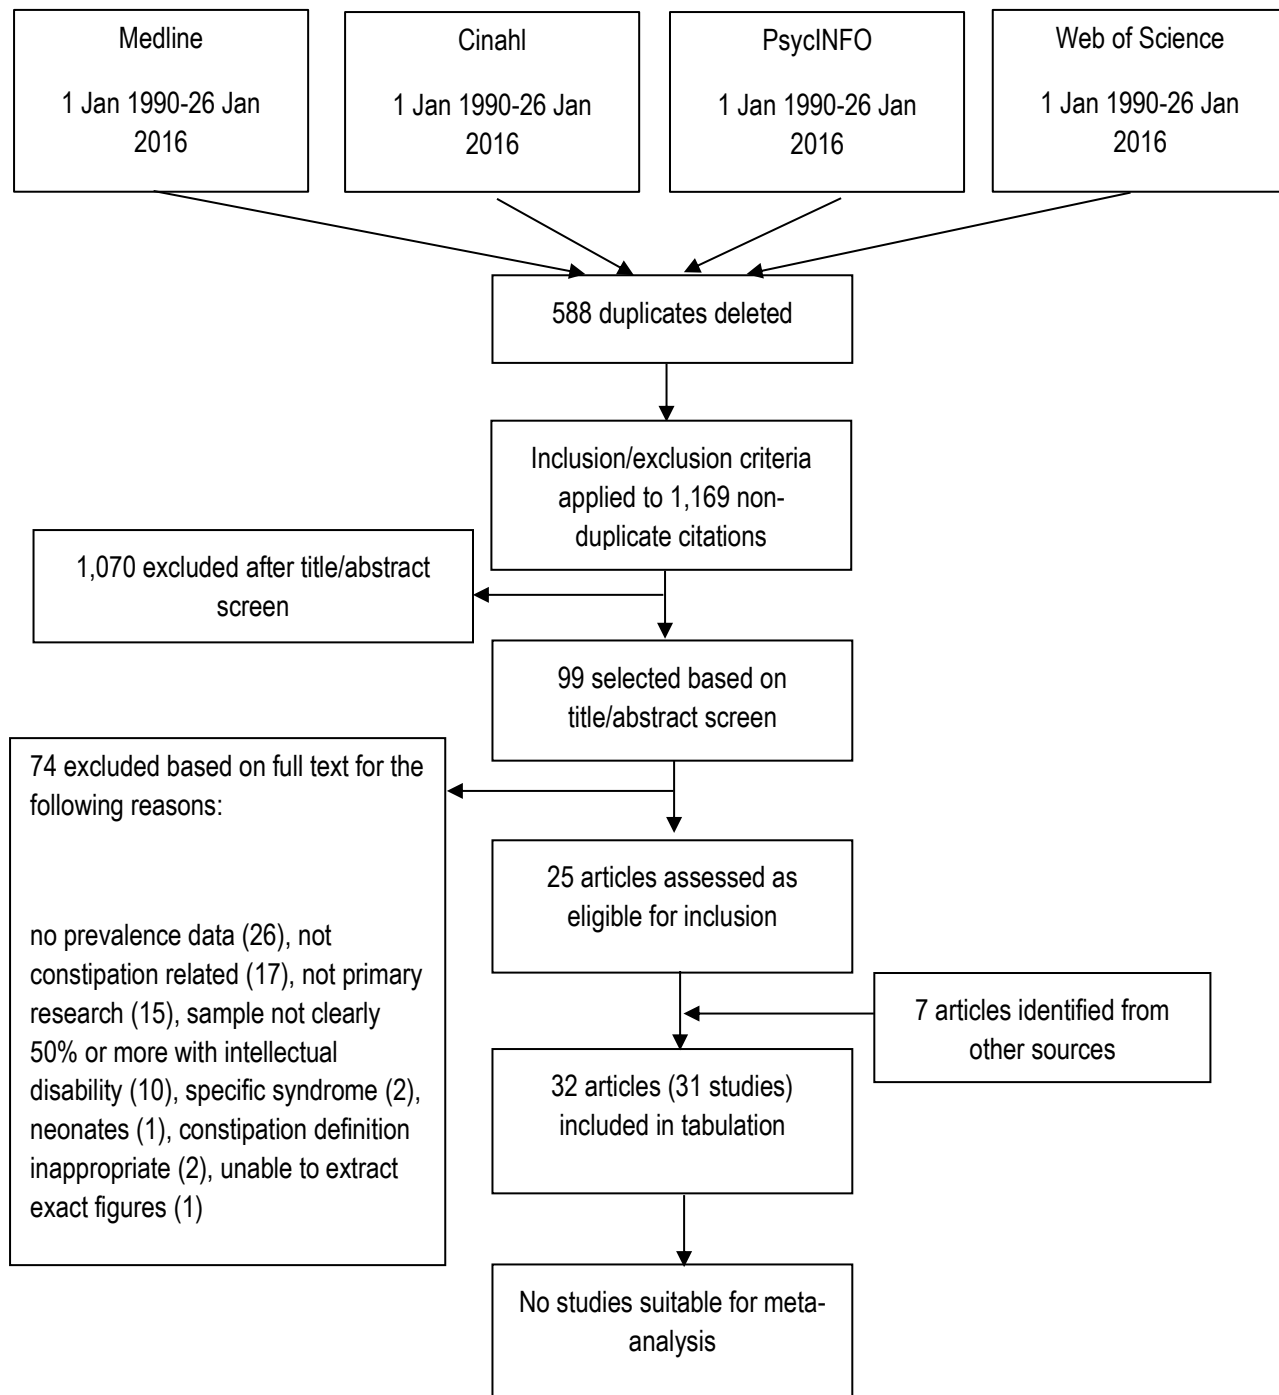 Medline
1 Jan 1990-26 Jan
2016
Cinahl
1 Jan 1990-26 Jan
2016
PsycINFO
1 Jan 1990-26 Jan
2016
Web of Science
1 Jan 1990-26 Jan
2016
588 duplicates deleted
Inclusion/exclusion criteria
applied to 1,169 non-
duplicate citations
1,070 excluded after title/abstract
screen
99 selected based on
title/abstract screen
74 excluded based on full text for the
following reasons:
no prevalence data (26), not
constipation related (17), not primary
research (15), sample not clearly
50% or more with intellectual
disability (10), specific syndrome (2),
neonates (1), constipation definition
inappropriate (2), unable to extract
exact figures (1)
25 articles assessed as
eligible for inclusion
7 articles identified from
other sources
32 articles (31 studies)
included in tabulation
No studies suitable for meta-
analysis